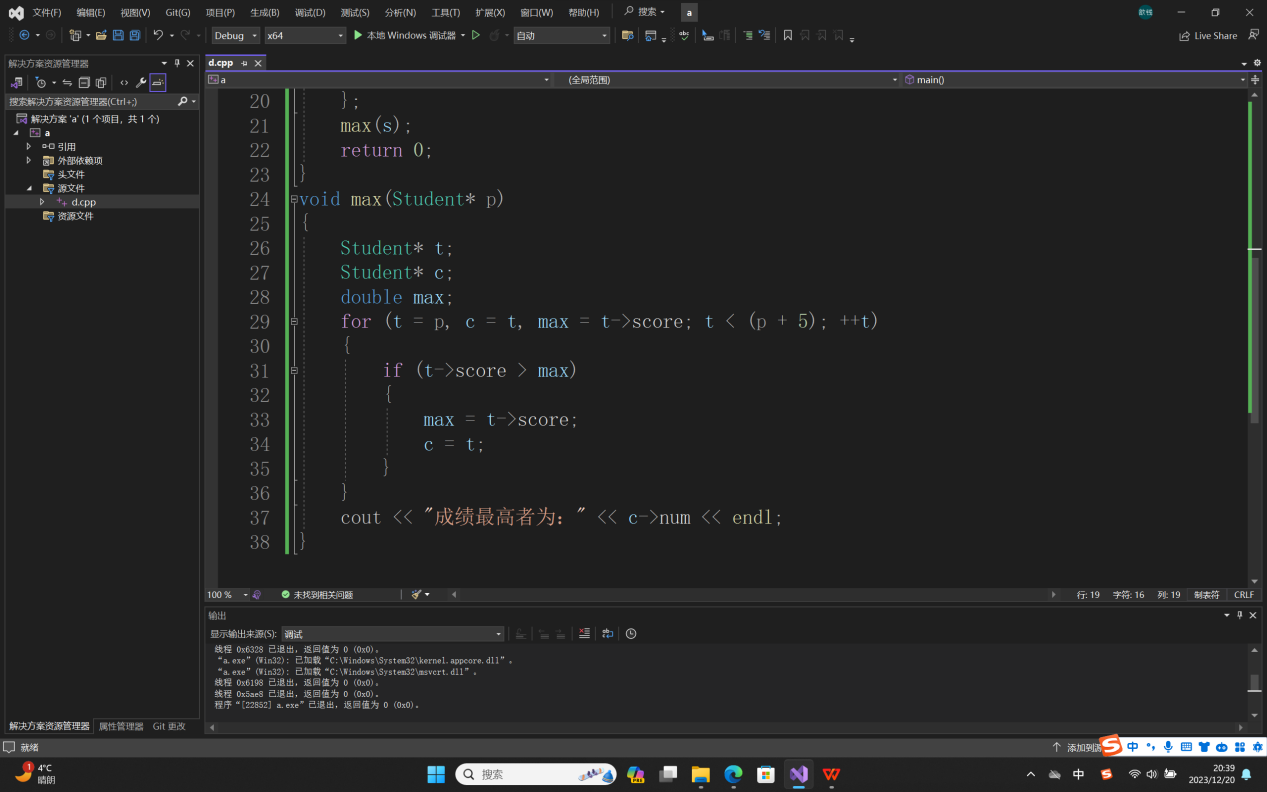 文件(F) 编辑(E) 视图(V) Git(G) 项目(P) 生成(B) 调试(D) 测试(S) 分析(N) 工具(T) 扩展(X) 窗口(W) 帮助(H) 搜索 a
Debug x64 本地 Windows 调试器 自动 Live Share
解决方案资源管理器
搜索解决方案资源管理器(Ctrl+;)
解决方案 'a' (1 个项目，共 1 个)
a
引用
外部依赖项
头文件
源文件
d.cpp
资源文件
解决方案资源管理器 属性管理器 Git 更改
d.cpp
a (全局范围) main()
20 };
21 max(s);
22 return 0;
23 }
24 void max(Student* p)
25 {
26 Student* t;
27 Student* c;
28 double max;
29 for (t = p, c = t, max = t->score; t < (p + 5); ++t)
30 {
31 if (t->score > max)
32 {
33 max = t->score;
34 c = t;
35 }
36 }
37 cout << "成绩最高者为：" << c->num << endl;
38 }
100 % 未找到相关问题 行: 19 字符: 16 列: 19 制表符 CRLF
输出
显示输出来源(S): 调试
线程 0x6328 已退出，返回值为 0 (0x0)。
“a.exe”(Win32): 已加载“C:\Windows\System32\kernel.appcore.dll”。
“a.exe”(Win32): 已加载“C:\Windows\System32\msvcrt.dll”。
线程 0x6198 已退出，返回值为 0 (0x0)。
线程 0x5ae8 已退出，返回值为 0 (0x0)。
程序“[22852] a.exe”已退出，返回值为 0 (0x0)。
就绪 添加到源 中
1 4°C
晴朗
搜索
PRE
中
20:39
2023/12/20